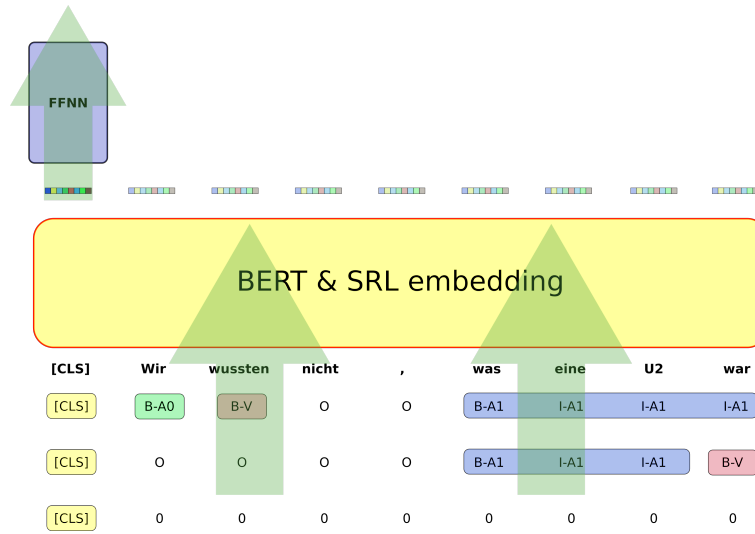 FFNN
BERT & SRL embedding
[CLS] Wir wussten nicht , was eine U2 war
[CLS] B-A0 B-V O O B-A1 I-A1 I-A1 I-A1
[CLS] O O O O B-A1 I-A1 I-A1 B-V
[CLS] 0 0 0 0 0 0 0 0